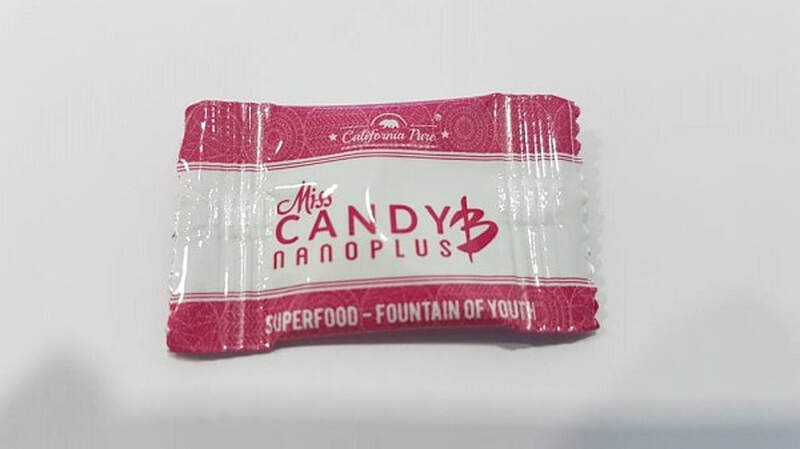 California Pure
®
Miss
CANDY B
NANOPLUS
SUPERFOOD – FOUNTAIN OF YOUTH